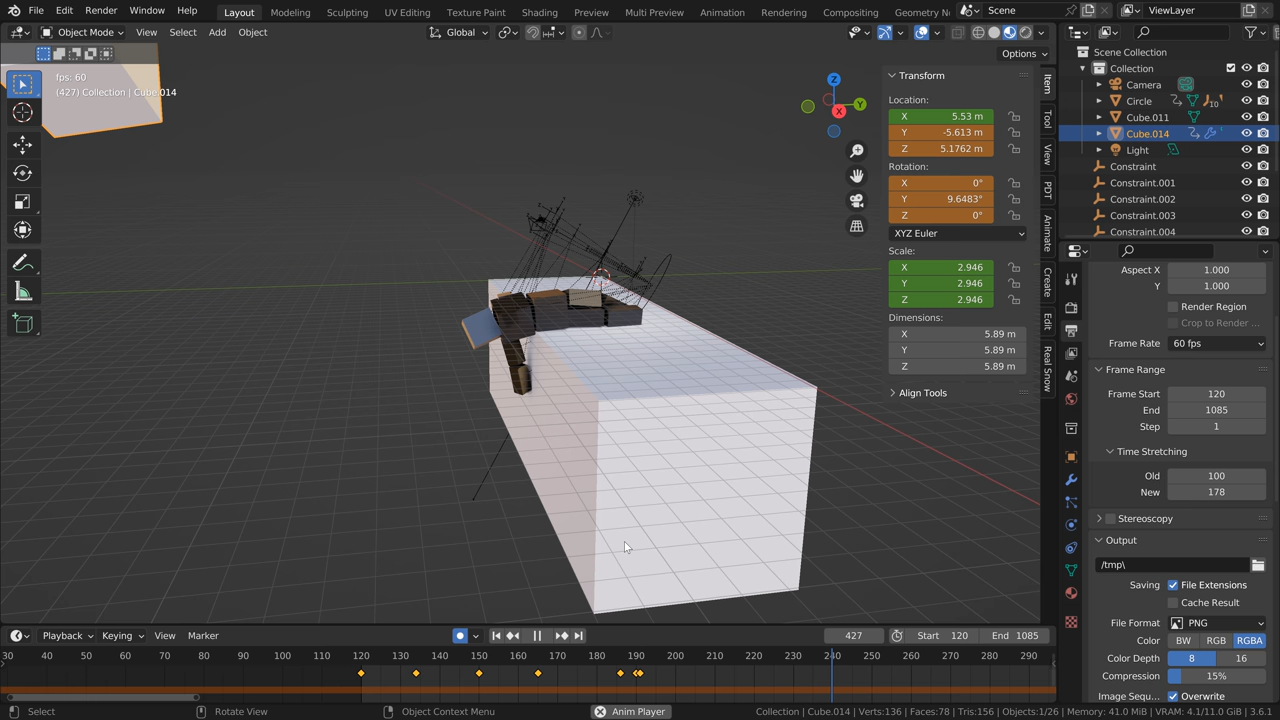 File Edit Render Window Help Layout Modeling Sculpting UV Editing Texture Paint Shading Preview Multi Preview Animation Rendering Compositing Geometry N Scene ViewLayer
Object Mode View Select Add Object Global
Options
fps: 60
(427) Collection | Cube.014
Z
Y
X
Transform
Location:
X 5.53 m
Y -5.613 m
Z 5.1762 m
Rotation:
X 0°
Y 9.6483°
Z 0°
XYZ Euler
Scale:
X 2.946
Y 2.946
Z 2.946
Dimensions:
X 5.89 m
Y 5.89 m
Z 5.89 m
Align Tools
Item
Tool
View
PDT
Animate
Create
Edit
Real Snow
Scene Collection
Collection
Camera
Circle 10
Cube.011
Cube.014
Light
Constraint
Constraint.001
Constraint.002
Constraint.003
Constraint.004
Aspect X 1.000
Y 1.000
Render Region
Crop to Render ...
Frame Rate 60 fps
Frame Range
Frame Start 120
End 1085
Step 1
Time Stretching
Old 100
New 178
Stereoscopy
Output
/tmp\
Saving File Extensions
Cache Result
File Format PNG
Color BW RGB RGBA
Color Depth 8 16
Compression 15%
Image Sequ... Overwrite
Playback Keying View Marker 427 Start 120 End 1085
30 40 50 60 70 80 90 100 110 120 130 140 150 160 170 180 190 200 210 220 230 240 250 260 270 280 290
Select Rotate View Object Context Menu Anim Player Collection | Cube.014 | Verts:136 | Faces:78 | Tris:156 | Objects:1/26 | Memory: 41.0 MiB | VRAM: 4.1/11.0 GiB | 3.6.1